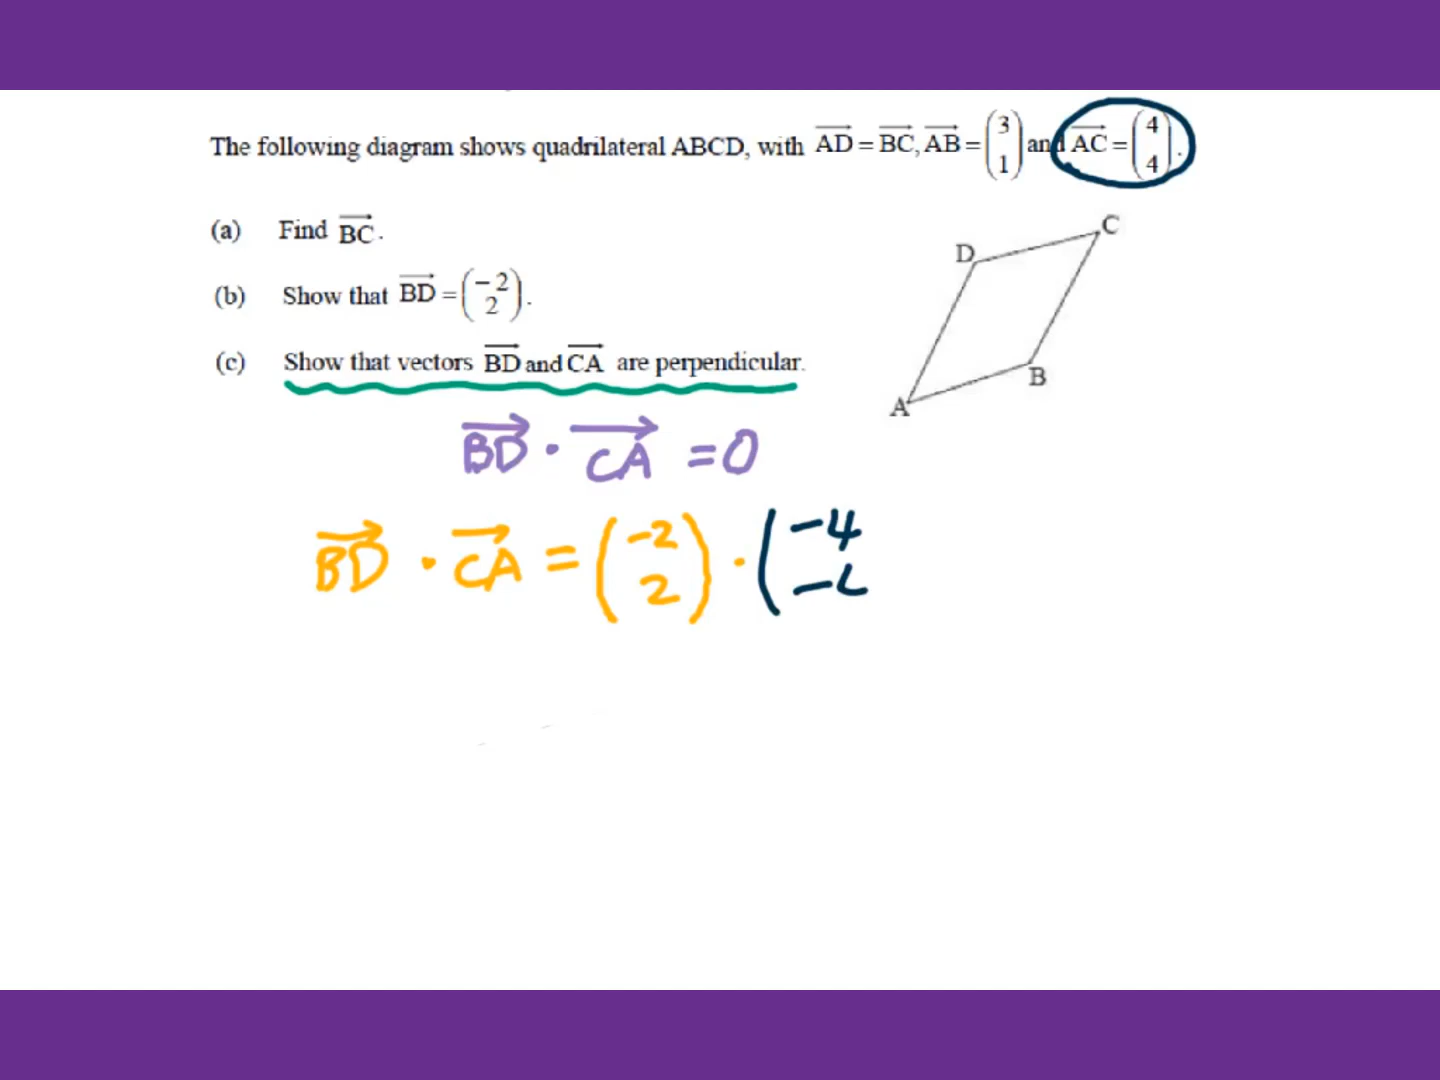 The following diagram shows quadrilateral ABCD, with AD = BC, AB = (3 1) and AC = (4 4).
(a) Find BC.
(b) Show that BD = (-2 2).
(c) Show that vectors BD and CA are perpendicular.
D
C
B
A
BD · CA = 0
BD · CA = (-2 2) · (-4